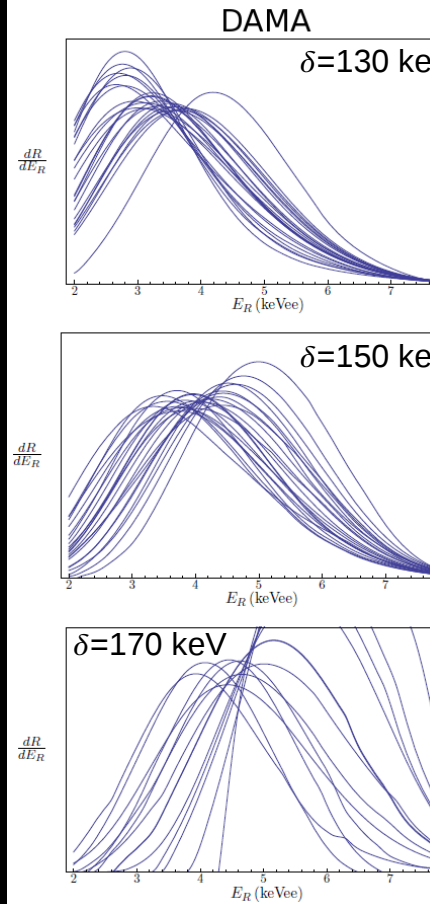 DAMA
δ=130 ke
dR
dE_R
2 3 4 5 6 7
E_R (keVee)
δ=150 ke
dR
dE_R
2 3 4 5 6 7
E_R (keVee)
δ=170 keV
dR
dE_R
2 3 4 5 6 7
E_R (keVee)